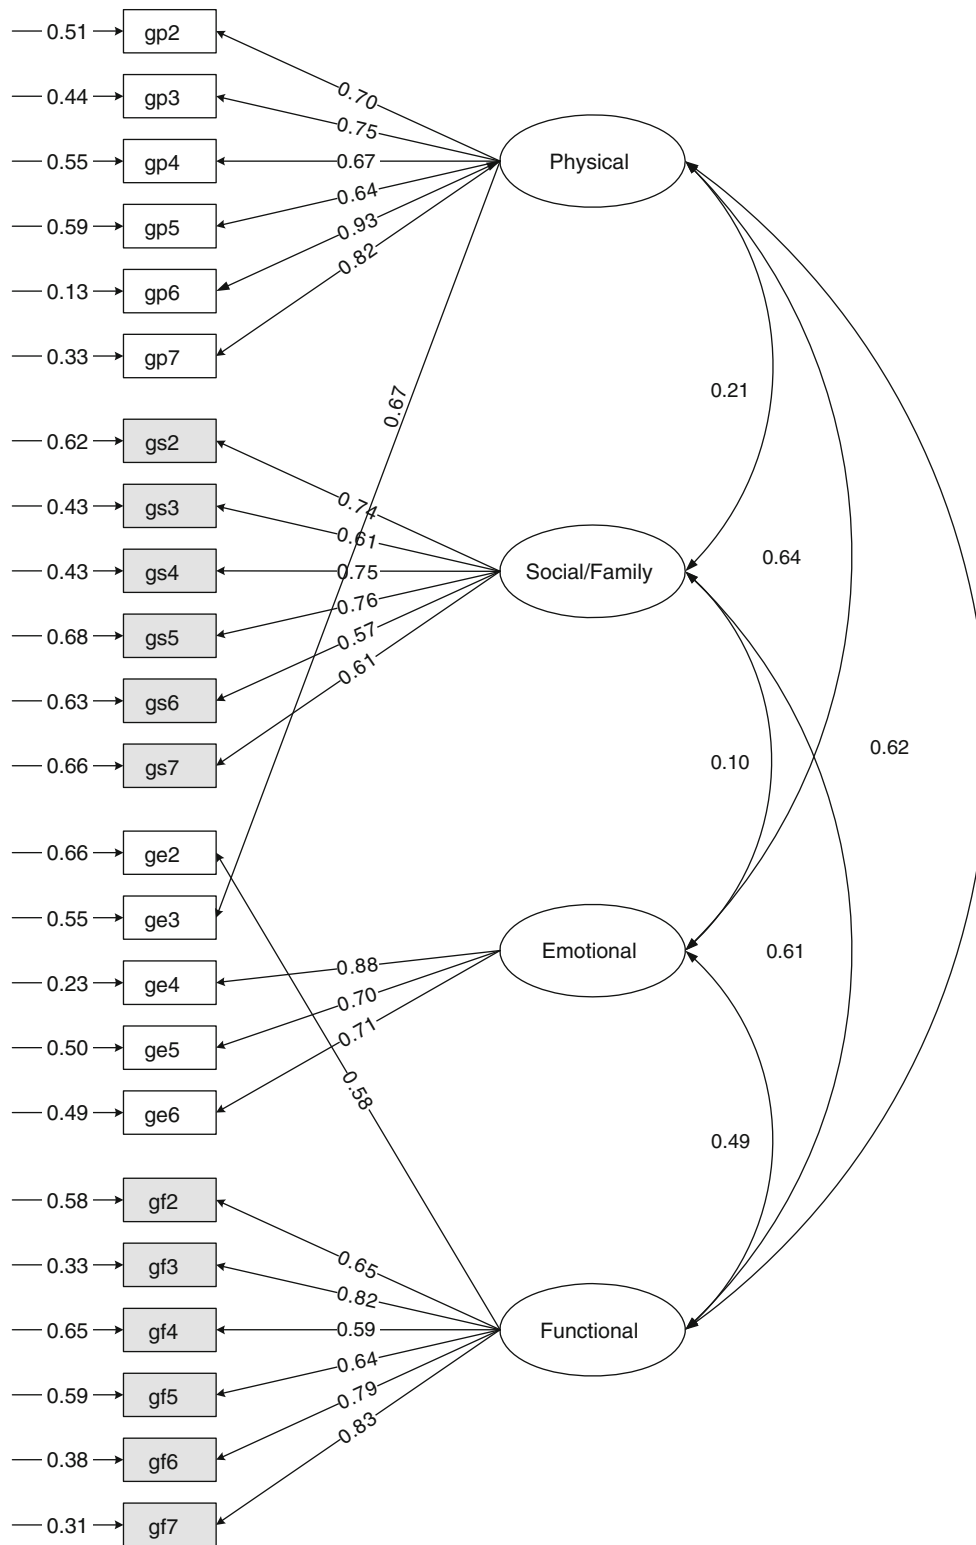 0.51 gp2
0.70
0.44 gp3
0.75
0.55 gp4 0.67 Physical
0.64
0.59 gp5
0.93
0.82
0.13 gp6
0.33 gp7
0.21
0.67
0.62 gs2
0.74
0.43 gs3
0.61
0.64
0.43 gs4 0.75 Social/Family
0.76
0.68 gs5
0.57
0.61
0.63 gs6
0.62
0.66 gs7
0.10
0.66 ge2
0.55 ge3
0.61
0.23 ge4 0.88 Emotional
0.70
0.50 ge5
0.71
0.58
0.49 ge6
0.49
0.58 gf2
0.65
0.33 gf3
0.82
0.65 gf4 0.59 Functional
0.64
0.59 gf5
0.79
0.83
0.38 gf6
0.31 gf7